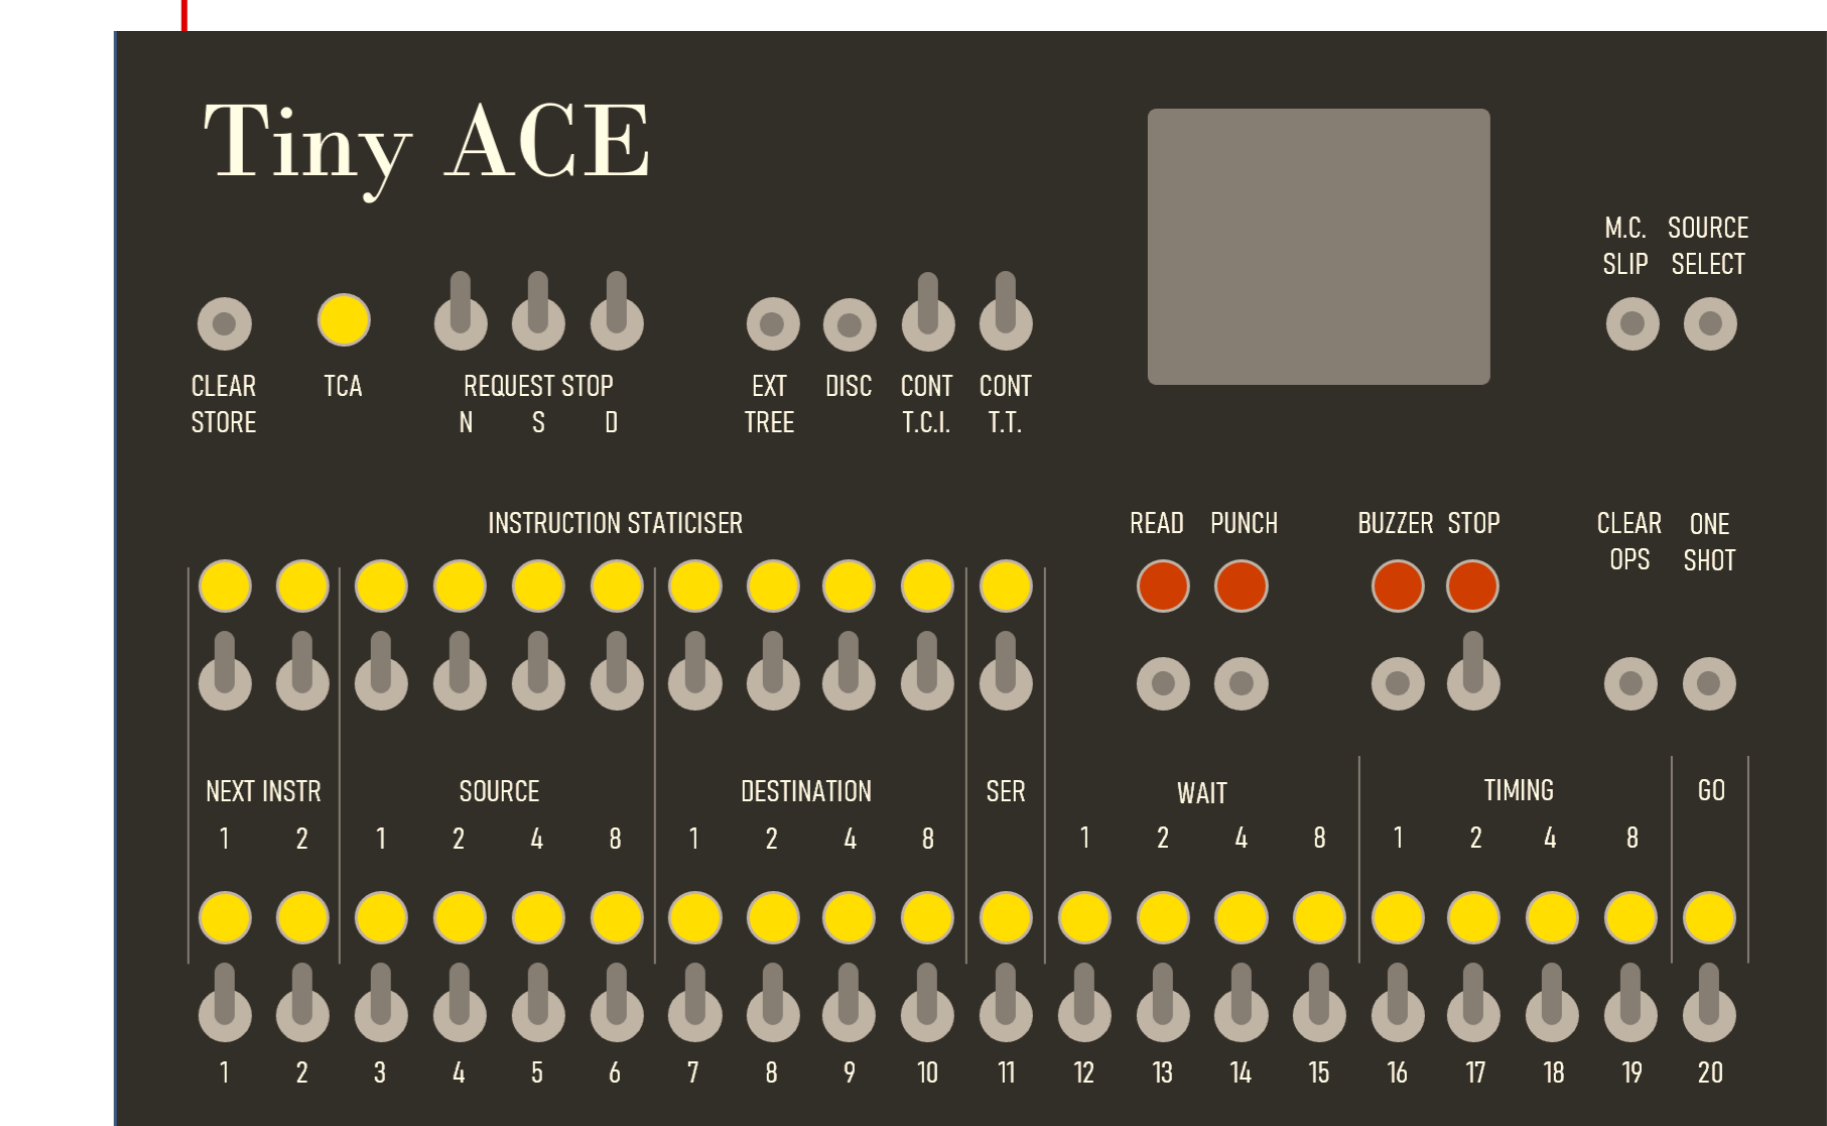 Tiny ACE
M.C. SOURCE
SLIP SELECT
CLEAR TCA REQUEST STOP EXT DISC CONT CONT
STORE N S D TREE T.C.I. T.T.
INSTRUCTION STATICISER READ PUNCH BUZZER STOP CLEAR ONE
OPS SHOT
NEXT INSTR SOURCE DESTINATION SER WAIT TIMING GO
1 2 1 2 4 8 1 2 4 8 1 2 4 8 1 2 4 8
1 2 3 4 5 6 7 8 9 10 11 12 13 14 15 16 17 18 19 20